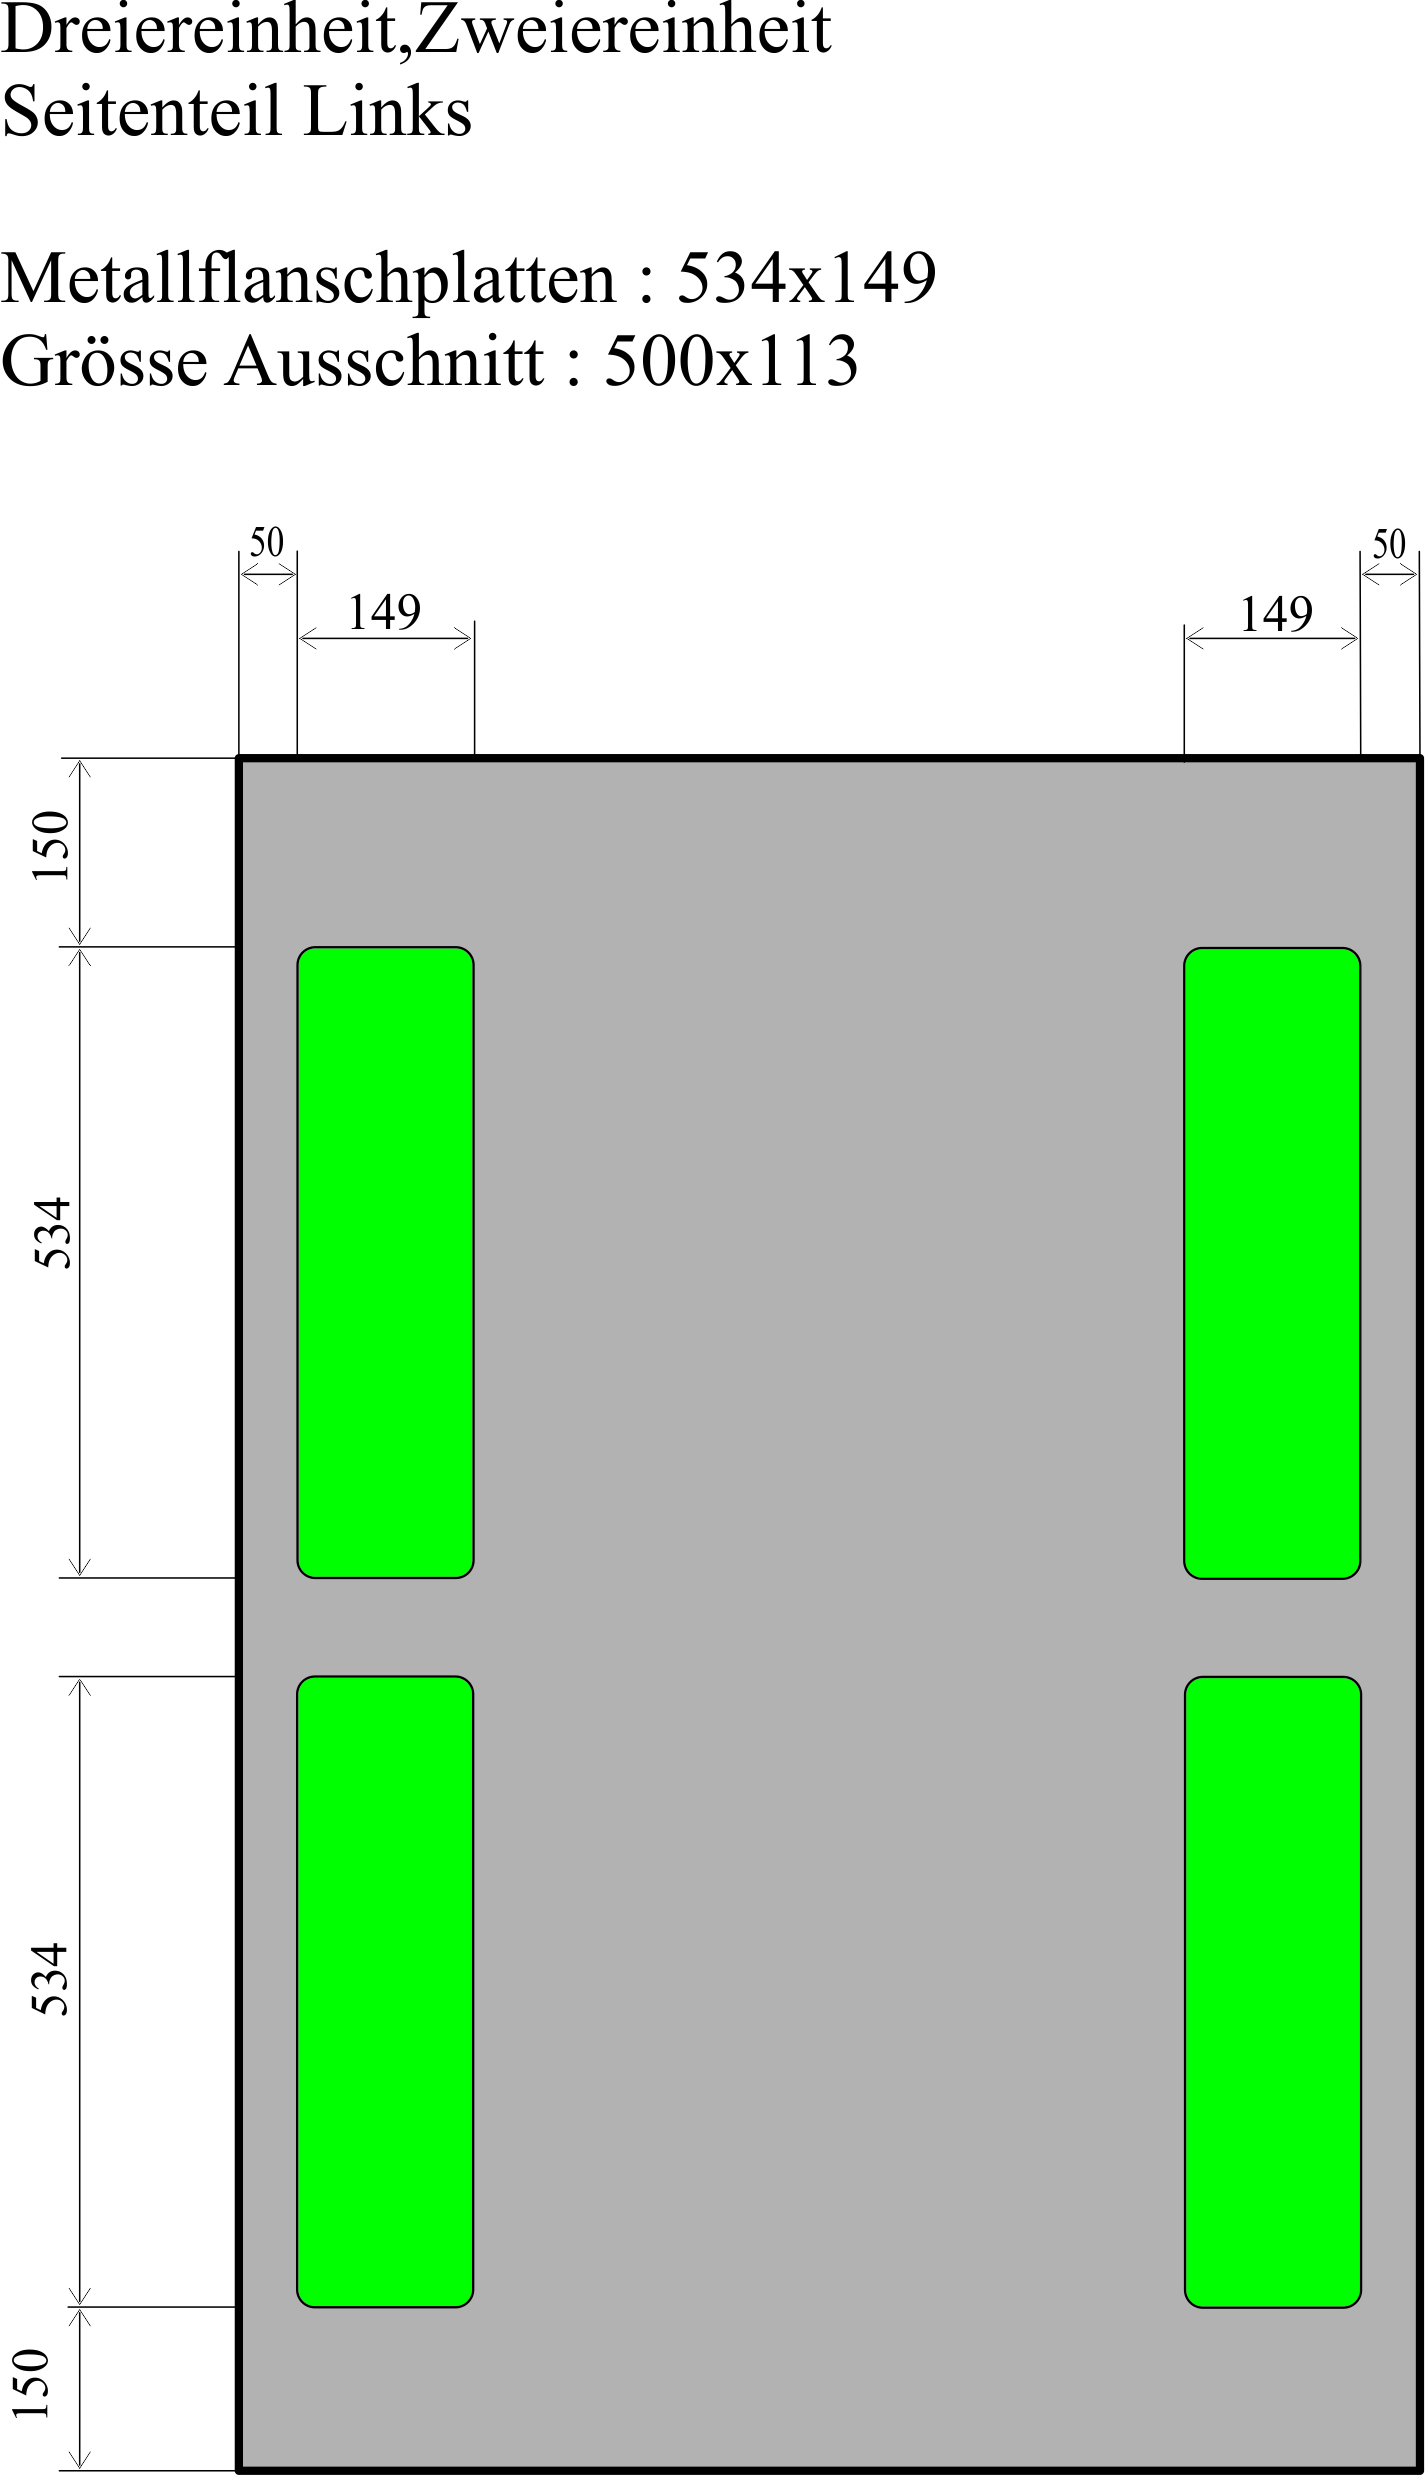 Dreiereinheit,Zweiereinheit
Seitenteil Links
Metallflanschplatten : 534x149
Grösse Ausschnitt : 500x113
50
50
149
149
150
534
534
150